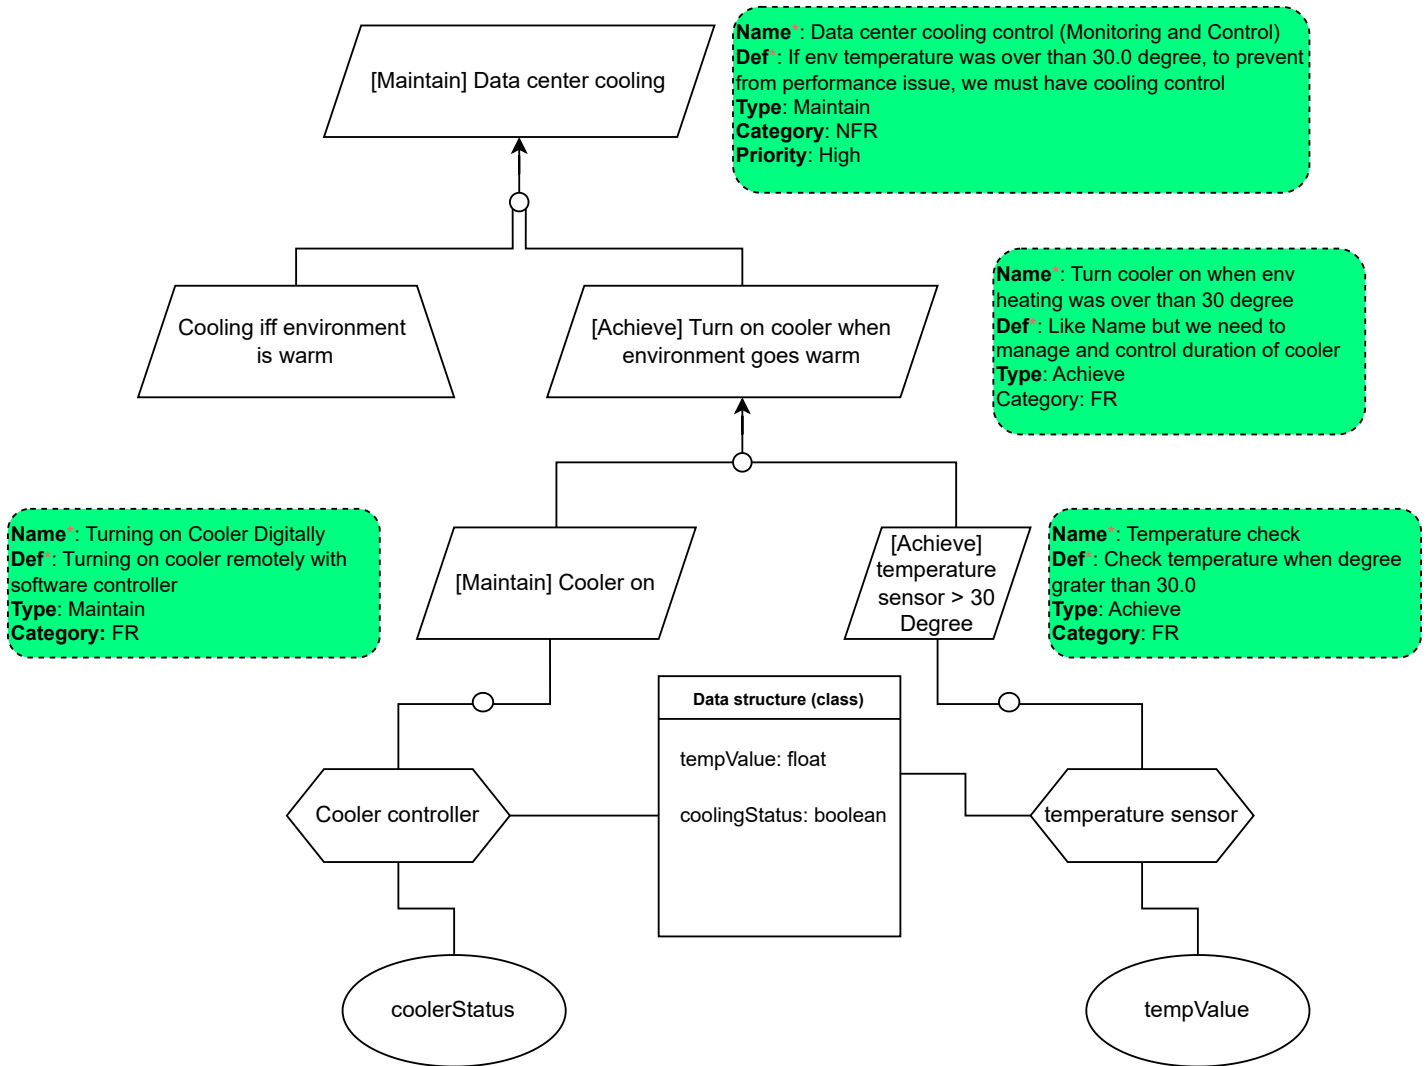 [Maintain] Data center cooling
Name*: Data center cooling control (Monitoring and Control)
Def*: If env temperature was over than 30.0 degree, to prevent
from performance issue, we must have cooling control
Type: Maintain
Category: NFR
Priority: High
Cooling iff environment
is warm
[Achieve] Turn on cooler when
environment goes warm
Name*: Turn cooler on when env
heating was over than 30 degree
Def*: Like Name but we need to
manage and control duration of cooler
Type: Achieve
Category: FR
Name*: Turning on Cooler Digitally
Def*: Turning on cooler remotely with
software controller
Type: Maintain
Category: FR
[Maintain] Cooler on
[Achieve]
temperature
sensor > 30
Degree
Name*: Temperature check
Def*: Check temperature when degree
grater than 30.0
Type: Achieve
Category: FR
Data structure (class)
tempValue: float
coolingStatus: boolean
Cooler controller
temperature sensor
coolerStatus
tempValue